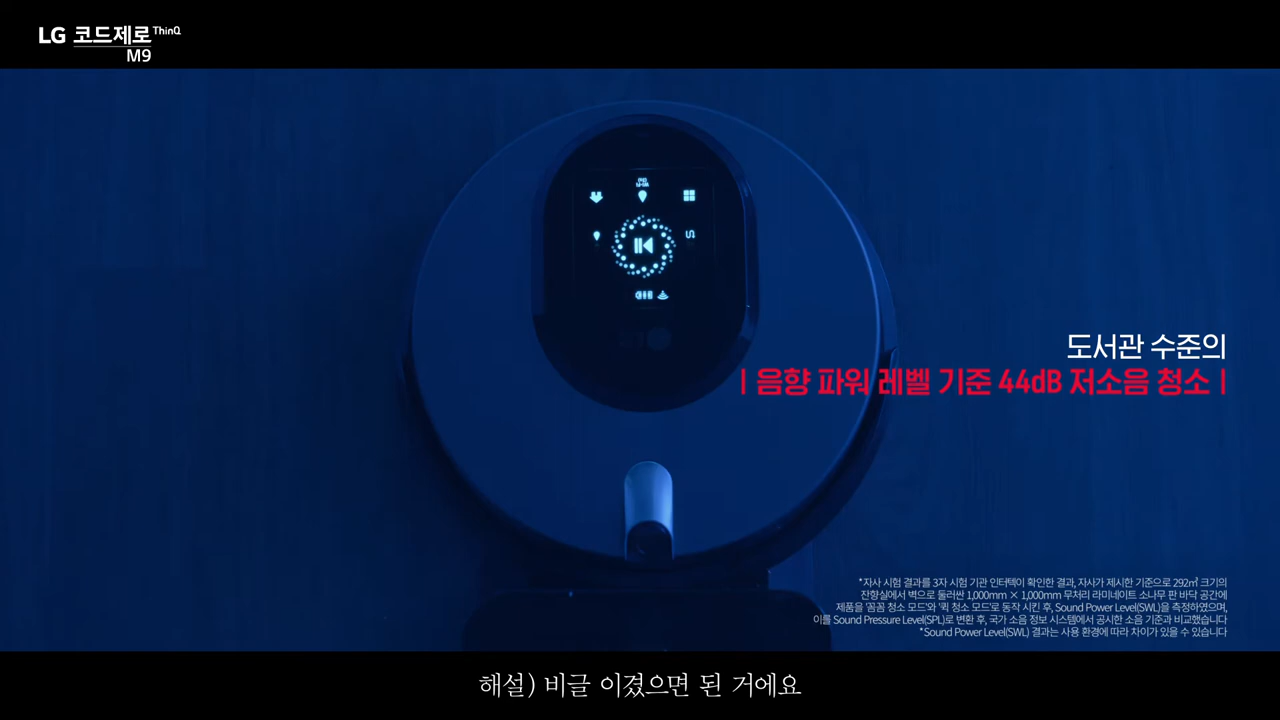 LG 코드제로 ThinQ
M9
Wi-Fi
도서관 수준의
| 음향 파워 레벨 기준 44dB 저소음 청소 |
*자사 시험 결과를 3자 시험 기관 인터텍이 확인한 결과, 자사가 제시한 기준으로 292㎥ 크기의
잔향실에서 벽으로 둘러싼 1,000mm × 1,000mm 무처리 라미네이트 소나무 판 바닥 공간에
제품을 '꼼꼼 청소 모드'와 '퀵 청소 모드'로 동작 시킨 후, Sound Power Level(SWL)을 측정하였으며,
이를 Sound Pressure Level(SPL)로 변환 후, 국가 소음 정보 시스템에서 공시한 소음 기준과 비교했습니다
*Sound Power Level(SWL) 결과는 사용 환경에 따라 차이가 있을 수 있습니다
해설) 비글 이겼으면 된 거에요